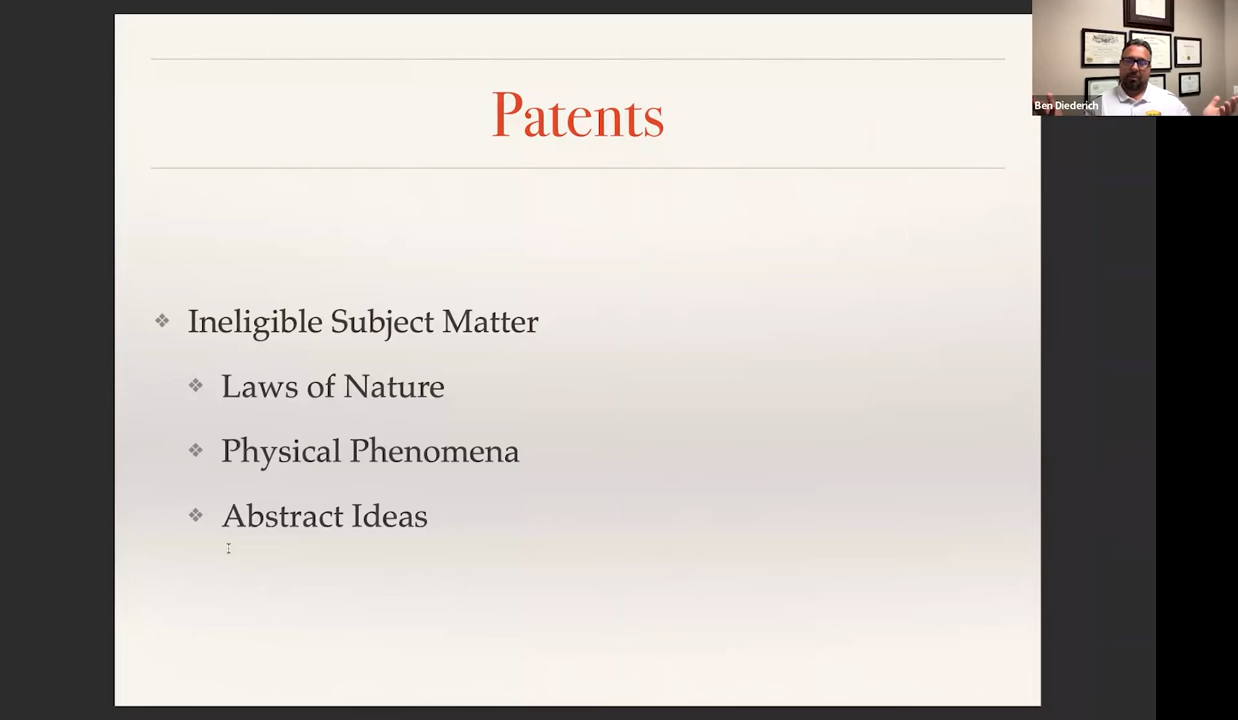 Patents
Ben Diederich
Ineligible Subject Matter
Laws of Nature
Physical Phenomena
Abstract Ideas